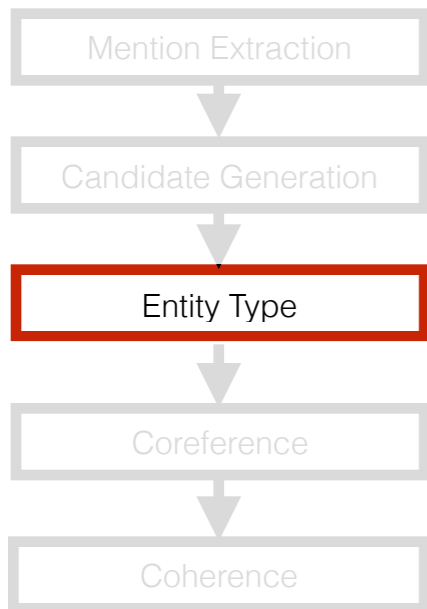 Mention Extraction
Candidate Generation
Entity Type
Coreference
Coherence